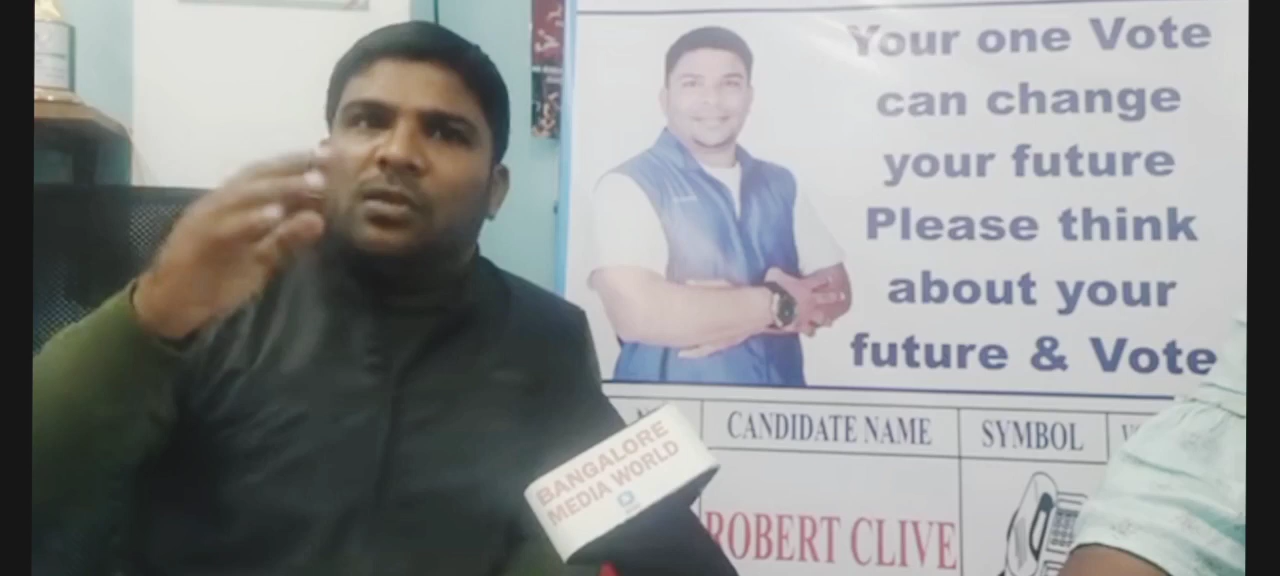 Your one Vote
can change
your future
Please think
about your
future & Vote
CANDIDATE NAME
SYMBOL
ROBERT CLIVE
BANGALORE
MEDIA WORLD